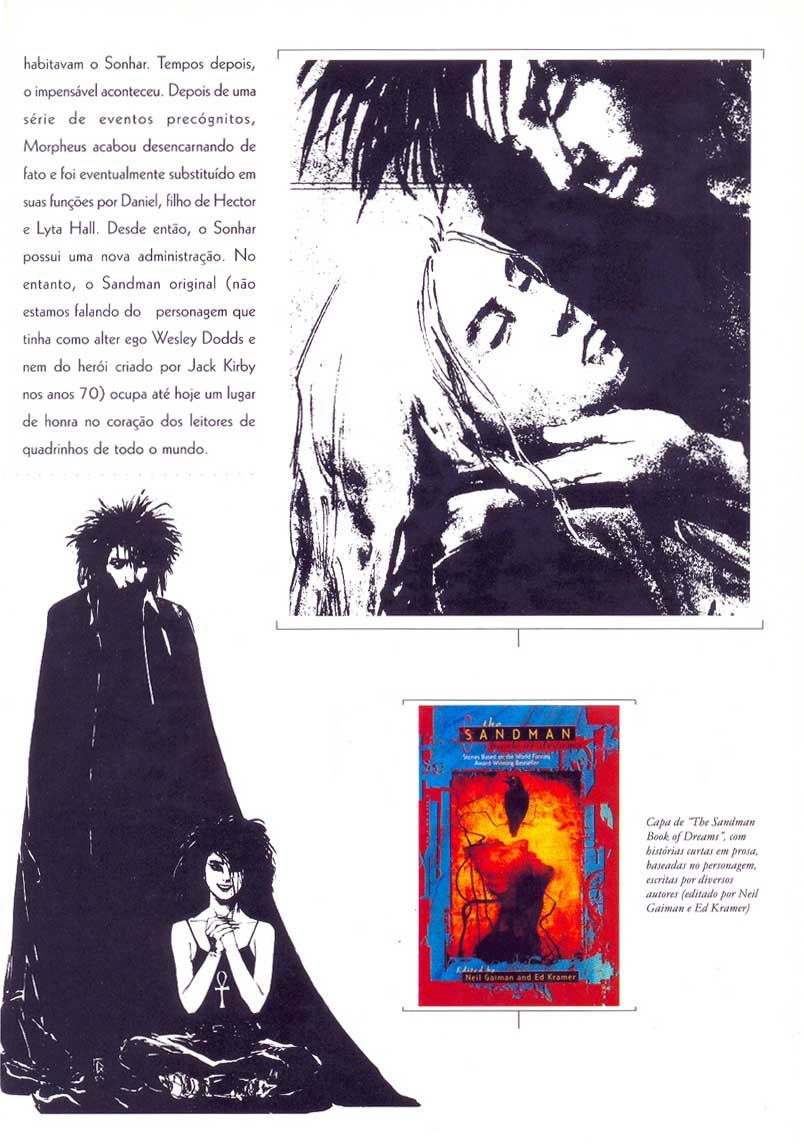 habitavam o Sonhar. Tempos depois,
o impensável aconteceu. Depois de uma
série de eventos precógnitos,
Morpheus acabou desencarnando de
fato e foi eventualmente substituído em
suas funções por Daniel, filho de Hector
e Lyta Hall. Desde então, o Sonhar
possui uma nova administração. No
entanto, o Sandman original (não
estamos falando do personagem que
tinha como alter ego Wesley Dodds e
nem do herói criado por Jack Kirby
nos anos 70) ocupa até hoje um lugar
de honra no coração dos leitores de
quadrinhos de todo o mundo.
the
SANDMAN
book of dreams
Stories Based on the World Fantasy
Award-Winning Bestseller
Edited by
Neil Gaiman and Ed Kramer
Capa de "The Sandman
Book of Dreams", com
histórias curtas em prosa,
baseadas no personagem,
escritas por diversos
autores (editado por Neil
Gaiman e Ed Kramer)